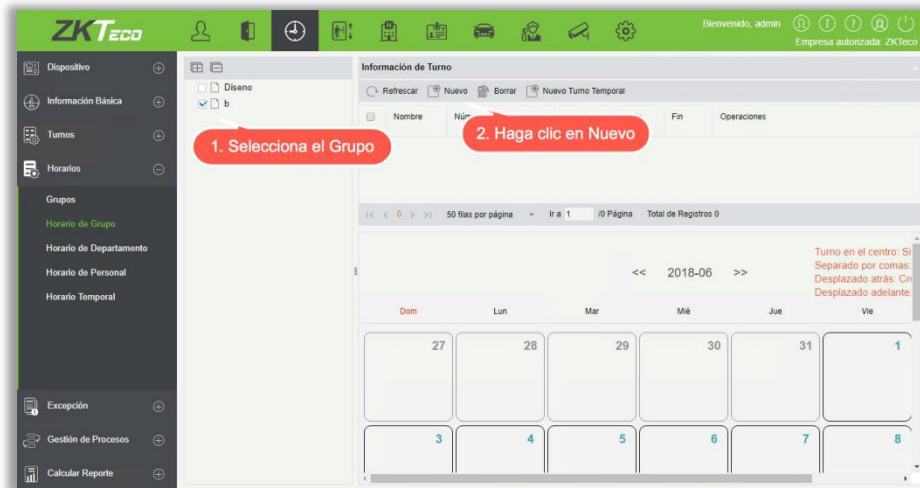 ZKTeco
Bienvenido, admin
Empresa autorizada: ZKTeco
Dispositivo
Información Básica
Turnos
Horarios
Grupos
Horario de Grupo
Horario de Departamento
Horario de Personal
Horario Temporal
Excepción
Gestión de Procesos
Calcular Reporte
Diseno
b
1. Selecciona el Grupo
Información de Turno
Refrescar Nuevo Borrar Nuevo Turno Temporal
Nombre Fin Operaciones
2. Haga clic en Nuevo
0 50 filas por página Ir a 1 /0 Página Total de Registros 0
<< 2018-06 >>
Turno en el centro: Si
Separado por comas:
Desplazado atrás: Cr
Desplazado adelante
Dom Lun Mar Mié Jue Vie
27 28 29 30 31 1
3 4 5 6 7 8